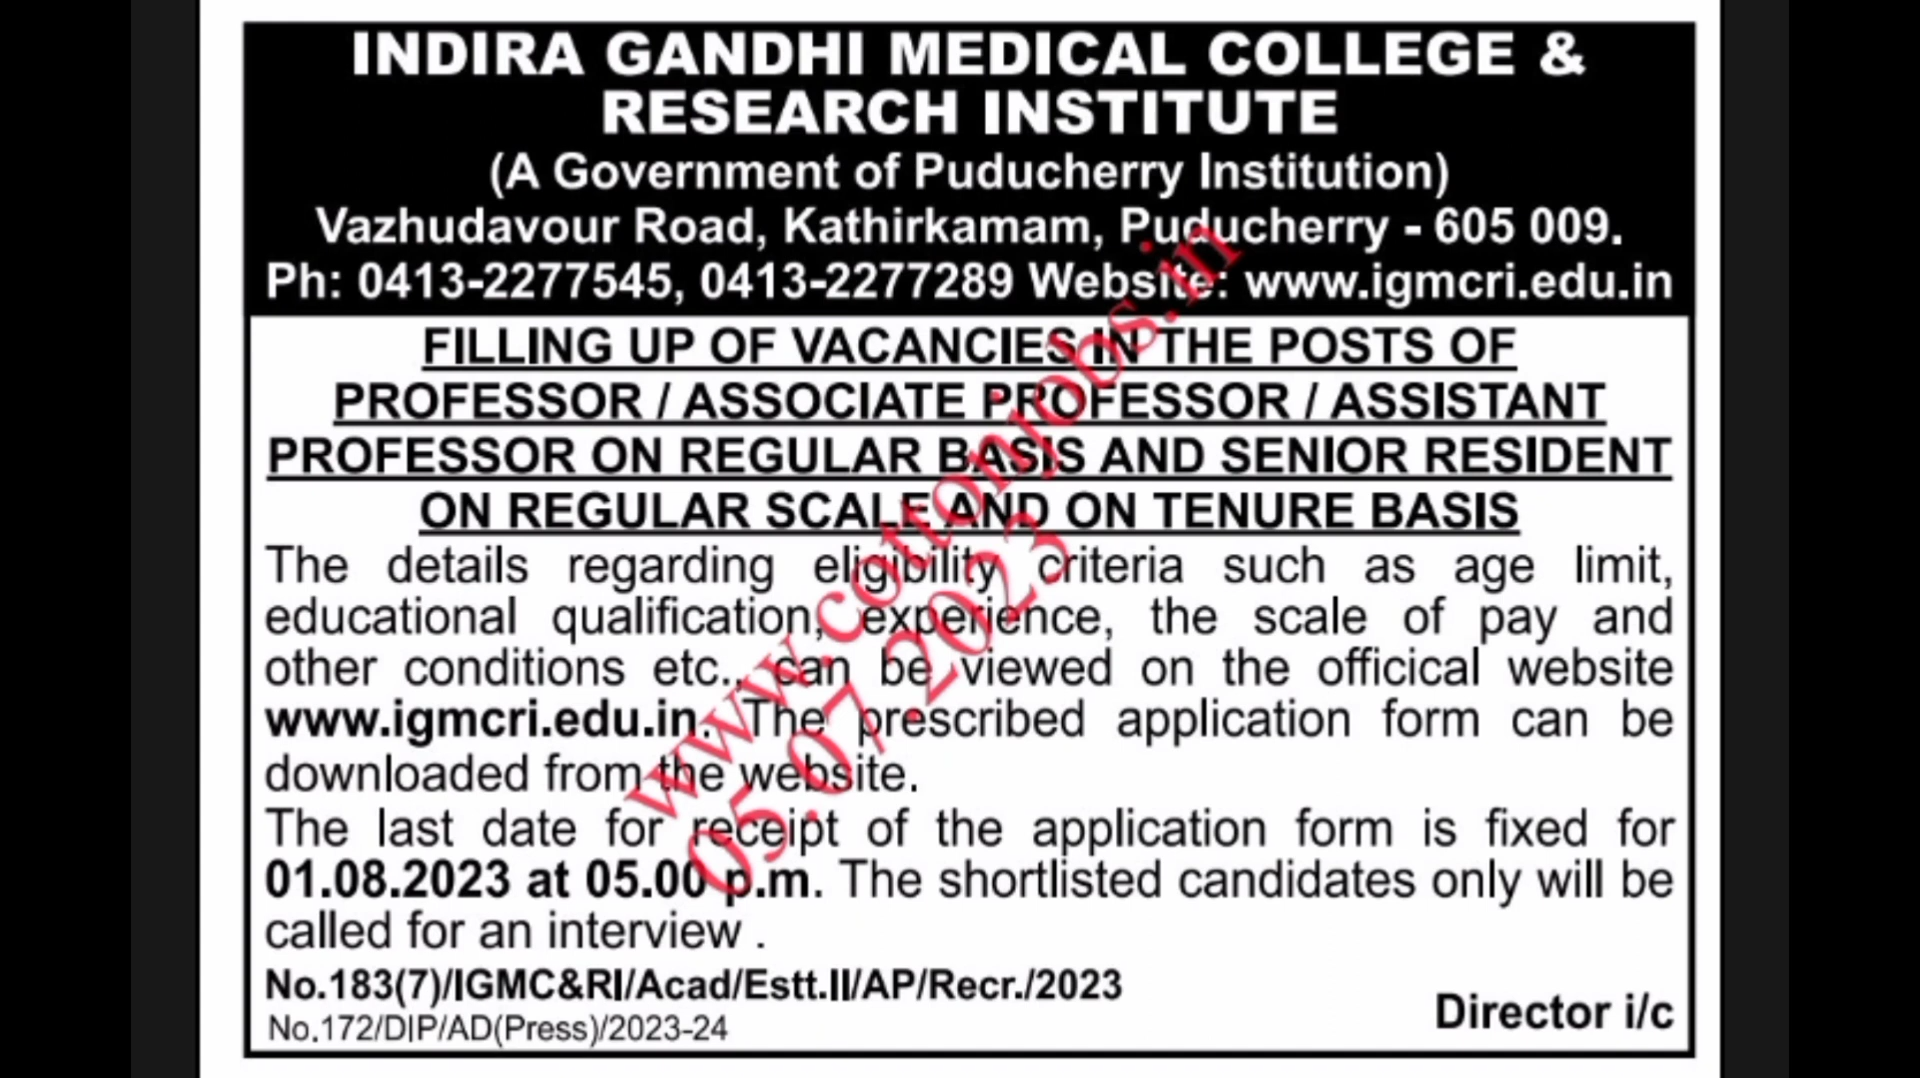 INDIRA GANDHI MEDICAL COLLEGE &
RESEARCH INSTITUTE
(A Government of Puducherry Institution)
Vazhudavour Road, Kathirkamam, Puducherry - 605 009.
Ph: 0413-2277545, 0413-2277289 Website: www.igmcri.edu.in
FILLING UP OF VACANCIES IN THE POSTS OF
PROFESSOR / ASSOCIATE PROFESSOR / ASSISTANT
PROFESSOR ON REGULAR BASIS AND SENIOR RESIDENT
ON REGULAR SCALE AND ON TENURE BASIS
The details regarding eligibility criteria such as age limit,
educational qualification, experience, the scale of pay and
other conditions etc., can be viewed on the officical website
www.igmcri.edu.in. The prescribed application form can be
downloaded from the website.
The last date for receipt of the application form is fixed for
01.08.2023 at 05.00 p.m. The shortlisted candidates only will be
called for an interview .
No.183(7)/IGMC&RI/Acad/Estt.II/AP/Recr./2023
No.172/DIP/AD(Press)/2023-24
Director i/c
www.cottonjobs.in
05.07.2023